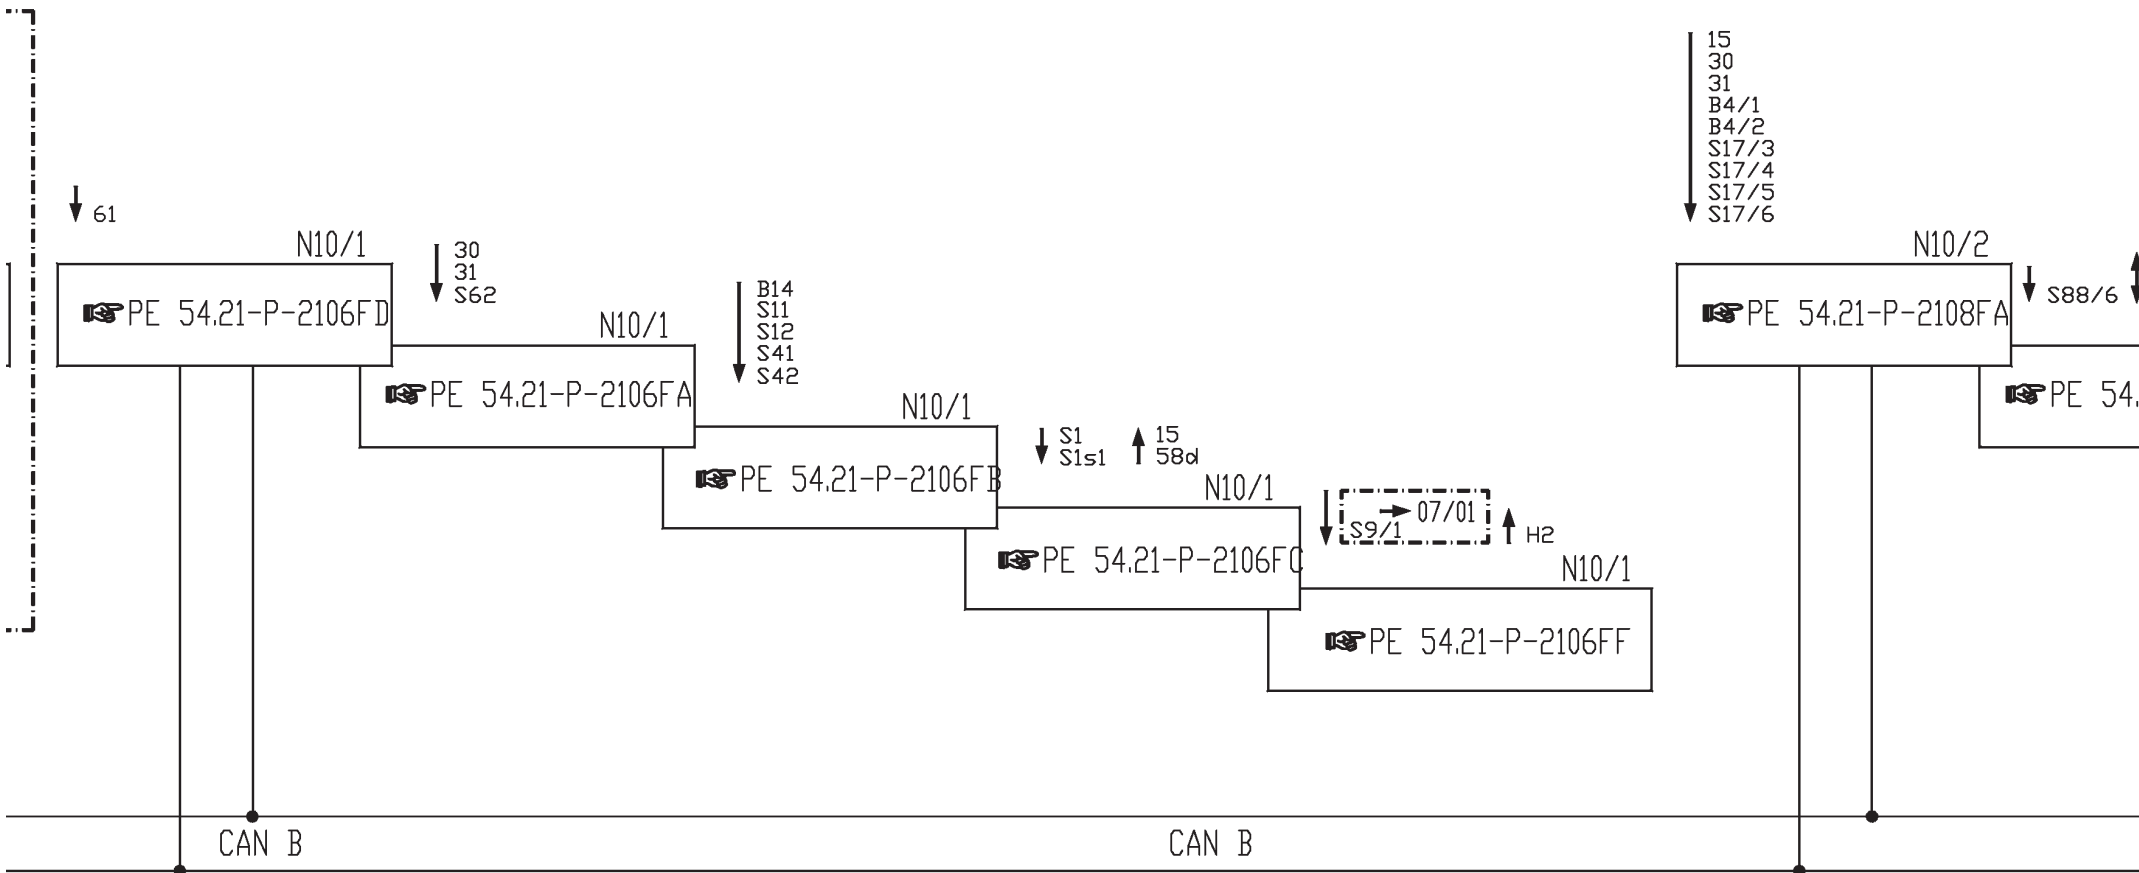 61
N10/1
PE 54.21-P-2106FD
30
31
S62
N10/1
PE 54.21-P-2106FA
B14
S11
S12
S41
S42
N10/1
PE 54.21-P-2106FB
S1
S1s1
15
58d
N10/1
PE 54.21-P-2106FC
07/01
S9/1
H2
N10/1
PE 54.21-P-2106FF
15
30
31
B4/1
B4/2
S17/3
S17/4
S17/5
S17/6
N10/2
PE 54.21-P-2108FA
S88/6
PE 54.
CAN B
CAN B